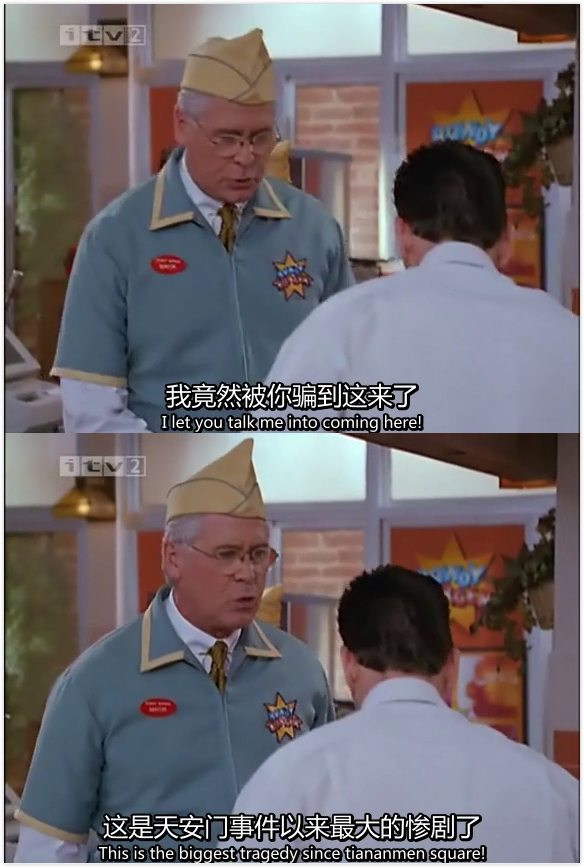 itv2
我竟然被你骗到这来了
I let you talk me into coming here!
itv2
这是天安门事件以来最大的惨剧了
This is the biggest tragedy since tiananmen square!